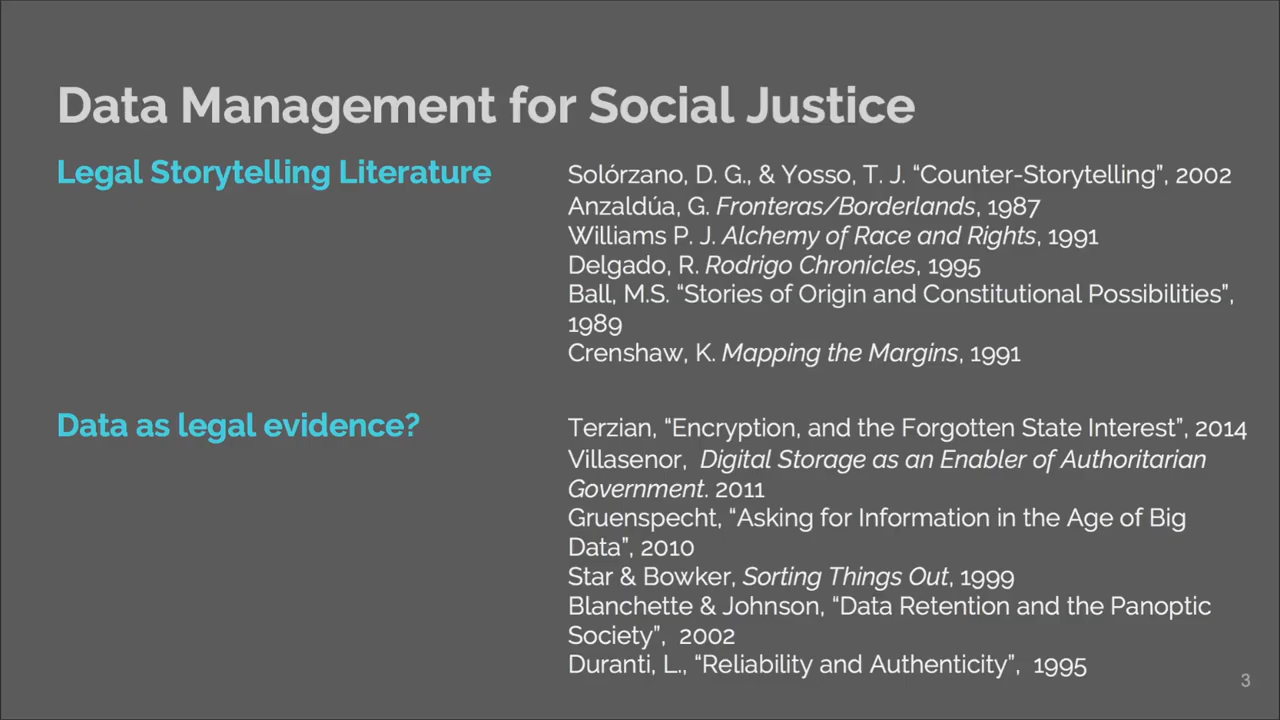 Data Management for Social Justice
Legal Storytelling Literature
Solórzano, D. G., & Yosso, T. J. “Counter-Storytelling”, 2002
Anzaldúa, G. Fronteras/Borderlands, 1987
Williams P. J. Alchemy of Race and Rights, 1991
Delgado, R. Rodrigo Chronicles, 1995
Ball, M.S. “Stories of Origin and Constitutional Possibilities”,
1989
Crenshaw, K. Mapping the Margins, 1991
Data as legal evidence?
Terzian, “Encryption, and the Forgotten State Interest”, 2014
Villasenor, Digital Storage as an Enabler of Authoritarian
Government. 2011
Gruenspecht, “Asking for Information in the Age of Big
Data”, 2010
Star & Bowker, Sorting Things Out, 1999
Blanchette & Johnson, “Data Retention and the Panoptic
Society”, 2002
Duranti, L., “Reliability and Authenticity”, 1995
3